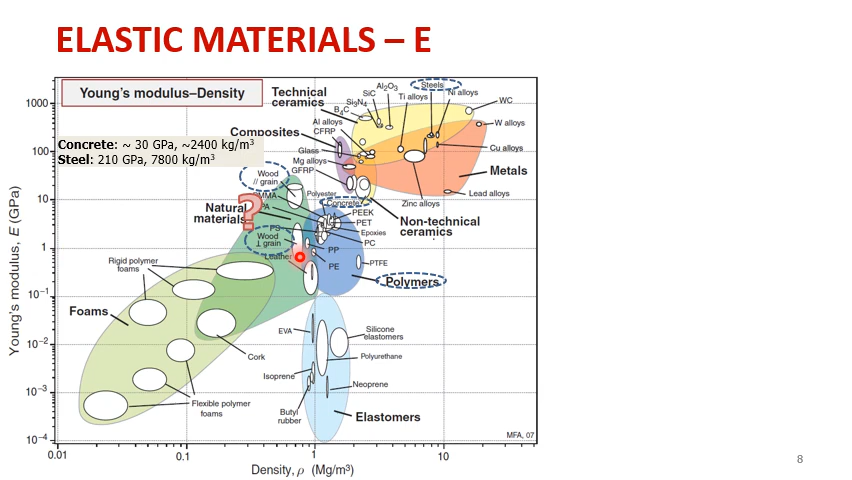 ELASTIC MATERIALS – E
Young's modulus–Density
Technical
ceramics
Al₂O₃
SiC
Si₃N₄
B₄C
Steels
Ti alloys
Ni alloys
WC
W alloys
Cu alloys
Al alloys
CFRP
Composites
Concrete: ~ 30 GPa, ~2400 kg/m³
Steel: 210 GPa, 7800 kg/m³
Glass
Mg alloys
GFRP
Metals
Lead alloys
Zinc alloys
Wood
// grain
Polyester
Concrete
PMMA
PA
Natural
materials
?
PEEK
PET
Epoxies
PC
Non-technical
ceramics
PS
Wood
⊥ grain
Leather
PP
PE
PTFE
Polymers
Rigid polymer
foams
Foams
Cork
EVA
Silicone
elastomers
Polyurethane
Isoprene
Neoprene
Butyl
rubber
Elastomers
Flexible polymer
foams
MFA, 07
1000
100
10
1
10⁻¹
10⁻²
10⁻³
10⁻⁴
Young's modulus, E (GPa)
0.01
0.1
1
10
Density, ρ (Mg/m³)
8